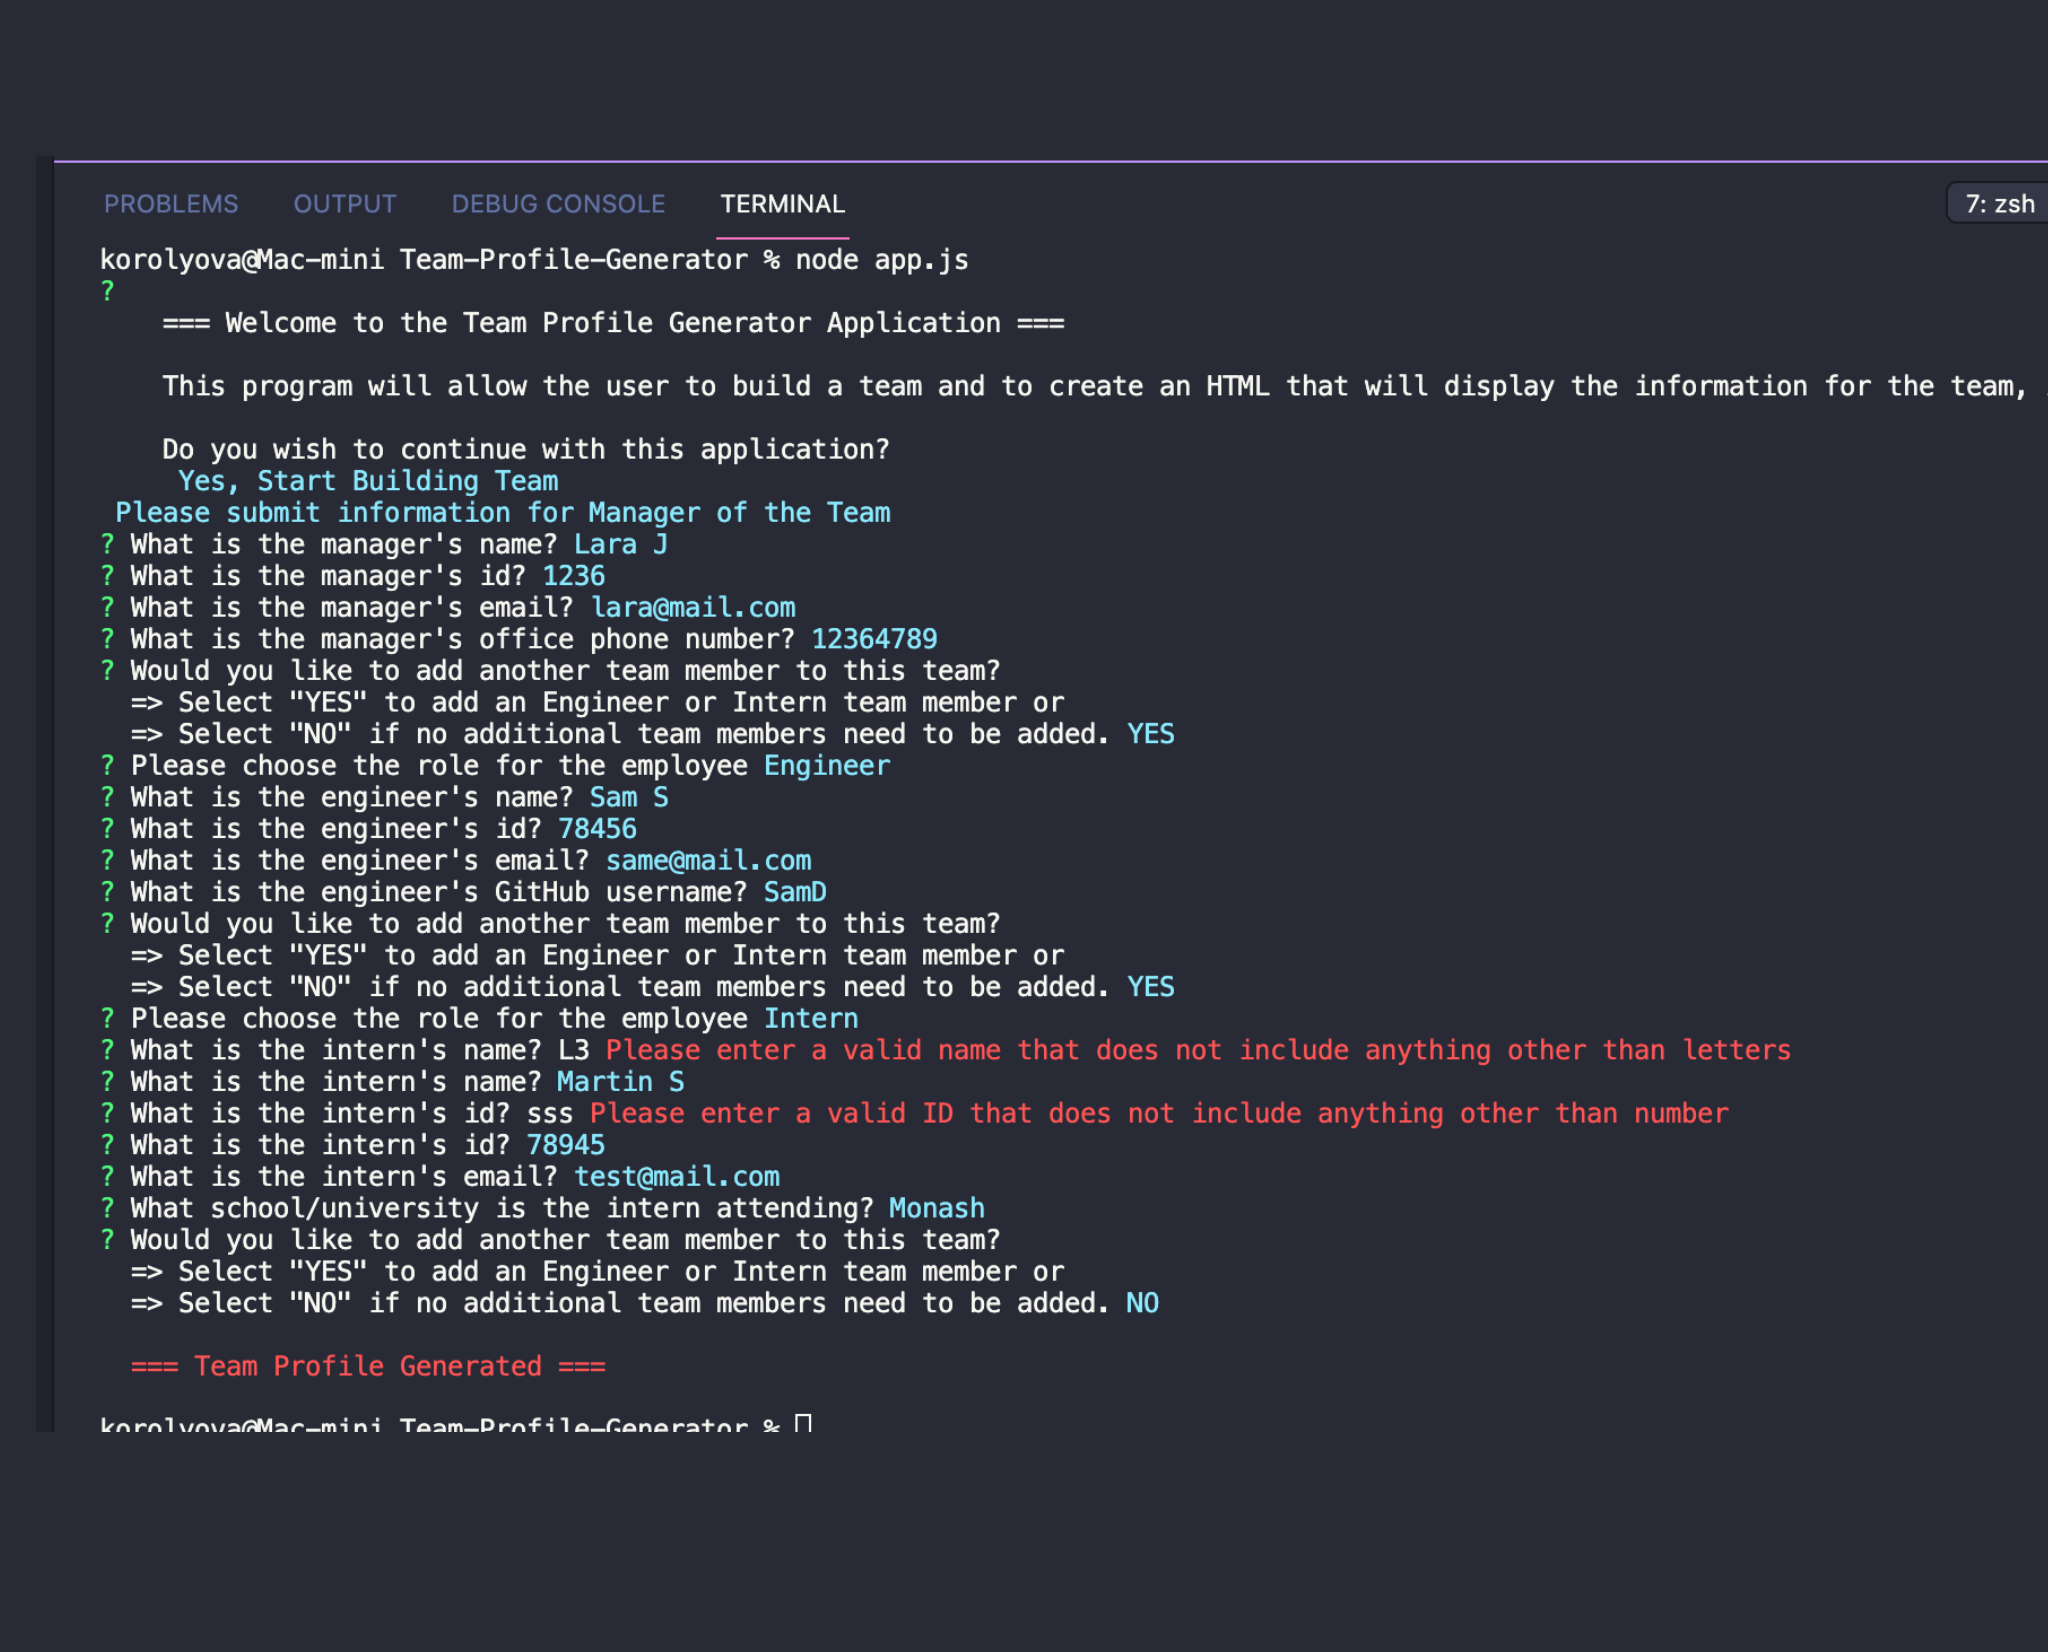 PROBLEMS OUTPUT DEBUG CONSOLE TERMINAL 7: zsh
korolyova@Mac-mini Team-Profile-Generator % node app.js
?
=== Welcome to the Team Profile Generator Application ===
This program will allow the user to build a team and to create an HTML that will display the information for the team,
Do you wish to continue with this application?
Yes, Start Building Team
Please submit information for Manager of the Team
? What is the manager's name? Lara J
? What is the manager's id? 1236
? What is the manager's email? lara@mail.com
? What is the manager's office phone number? 12364789
? Would you like to add another team member to this team?
=> Select "YES" to add an Engineer or Intern team member or
=> Select "NO" if no additional team members need to be added. YES
? Please choose the role for the employee Engineer
? What is the engineer's name? Sam S
? What is the engineer's id? 78456
? What is the engineer's email? same@mail.com
? What is the engineer's GitHub username? SamD
? Would you like to add another team member to this team?
=> Select "YES" to add an Engineer or Intern team member or
=> Select "NO" if no additional team members need to be added. YES
? Please choose the role for the employee Intern
? What is the intern's name? L3 Please enter a valid name that does not include anything other than letters
? What is the intern's name? Martin S
? What is the intern's id? sss Please enter a valid ID that does not include anything other than number
? What is the intern's id? 78945
? What is the intern's email? test@mail.com
? What school/university is the intern attending? Monash
? Would you like to add another team member to this team?
=> Select "YES" to add an Engineer or Intern team member or
=> Select "NO" if no additional team members need to be added. NO
=== Team Profile Generated ===
korolyova@Mac-mini Team-Profile-Generator %